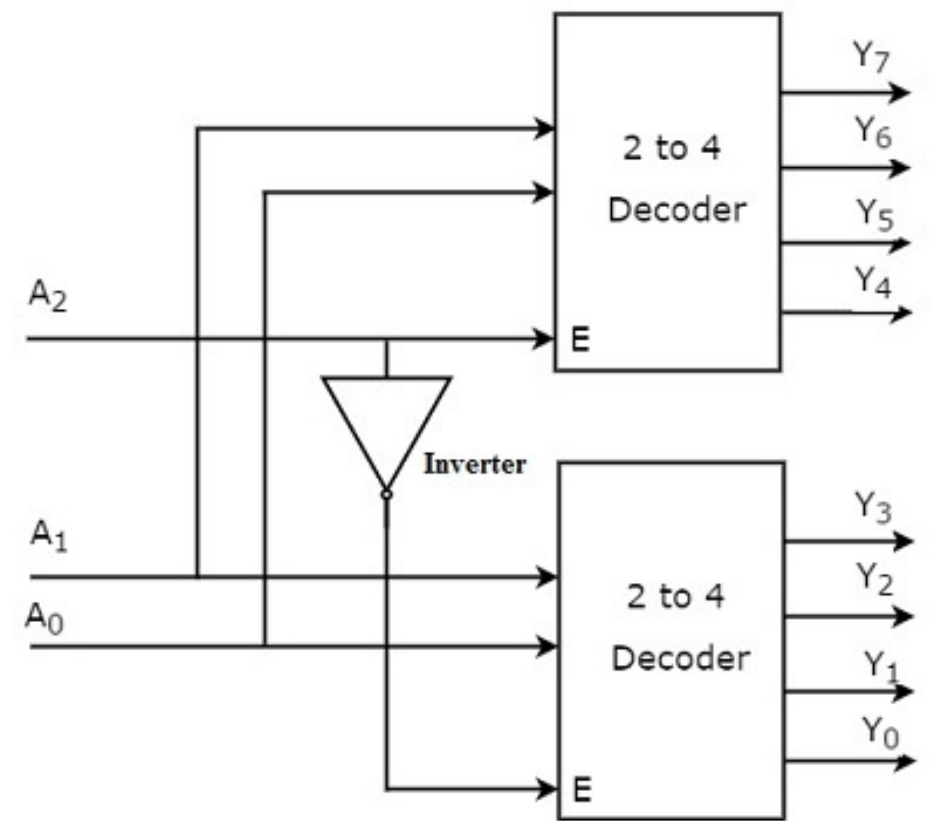 Y7
2 to 4
Decoder
Y6
Y5
Y4
A2
E
Inverter
A1
A0
Y3
2 to 4
Decoder
Y2
Y1
Y0
E